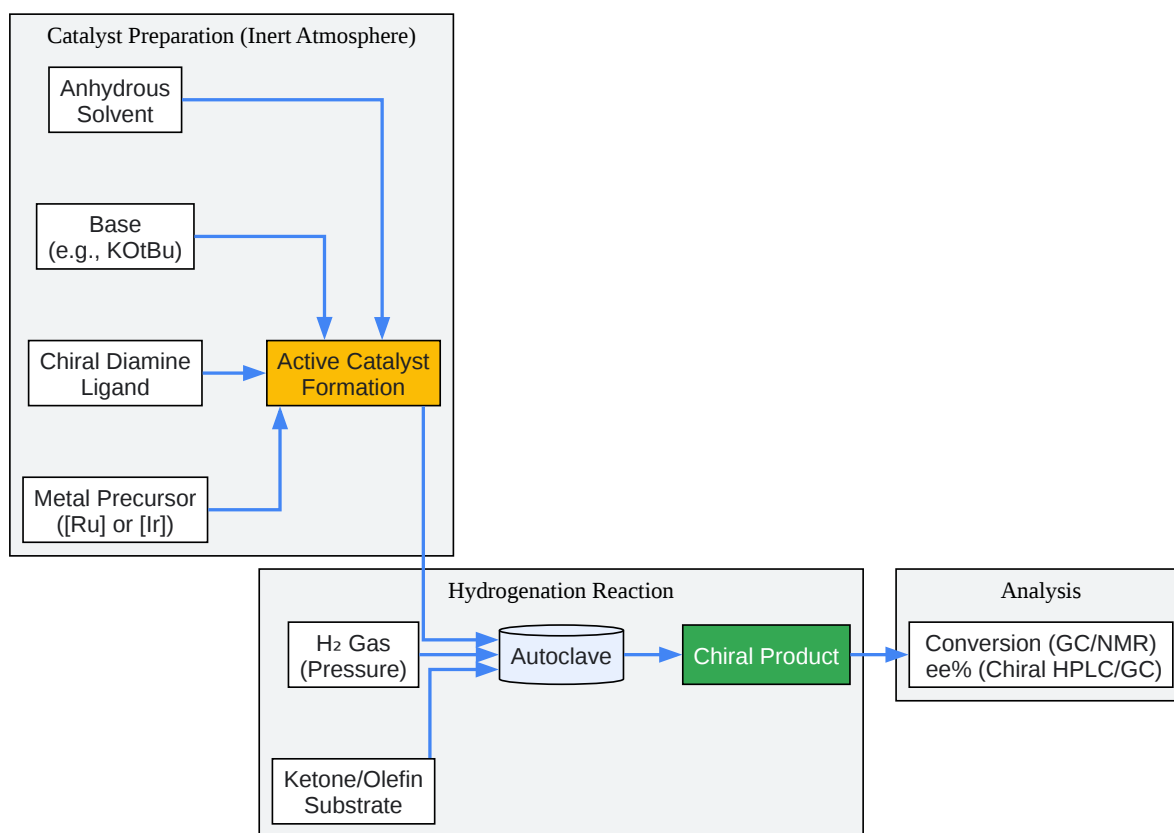 Catalyst Preparation (Inert Atmosphere)
Anhydrous
Solvent
Base
(e.g., KOtBu)
Chiral Diamine
Ligand
Active Catalyst
Formation
Metal Precursor
([Ru] or [Ir])
Hydrogenation Reaction
H₂ Gas
(Pressure)
Autoclave
Chiral Product
Ketone/Olefin
Substrate
Analysis
Conversion (GC/NMR)
ee% (Chiral HPLC/GC)